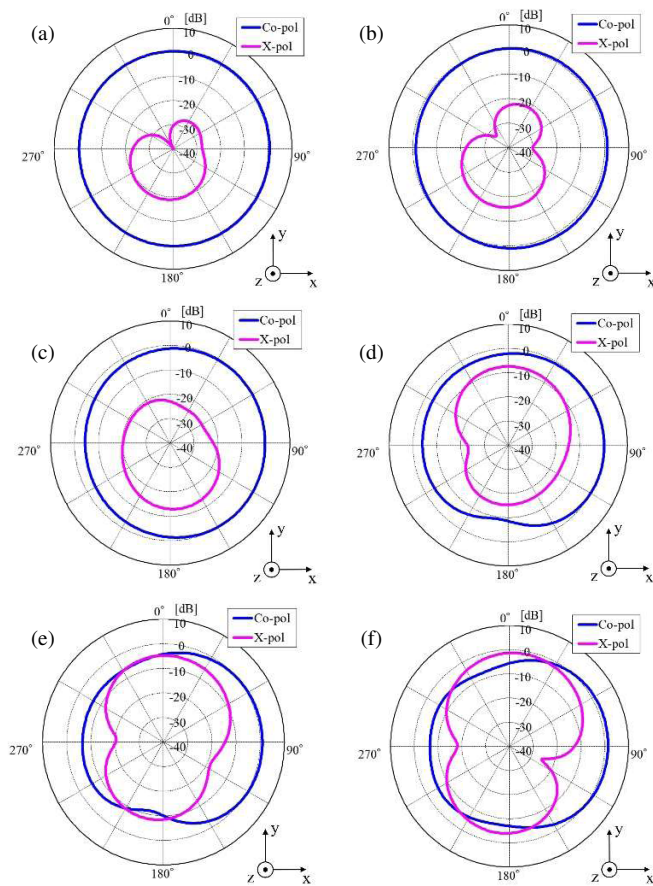 (a)
0° [dB]
10
0
-10
-20
-30
-40
Co-pol
X-pol
270°
90°
180°
y
z
x
(b)
0° [dB]
10
0
-10
-20
-30
-40
Co-pol
X-pol
270°
90°
180°
y
z
x
(c)
0° [dB]
10
0
-10
-20
-30
-40
Co-pol
X-pol
270°
90°
180°
y
z
x
(d)
0° [dB]
10
0
-10
-20
-30
-40
Co-pol
X-pol
270°
90°
180°
y
z
x
(e)
0° [dB]
10
0
-10
-20
-30
-40
Co-pol
X-pol
270°
90°
180°
y
z
x
(f)
0° [dB]
10
0
-10
-20
-30
-40
Co-pol
X-pol
270°
90°
180°
y
z
x